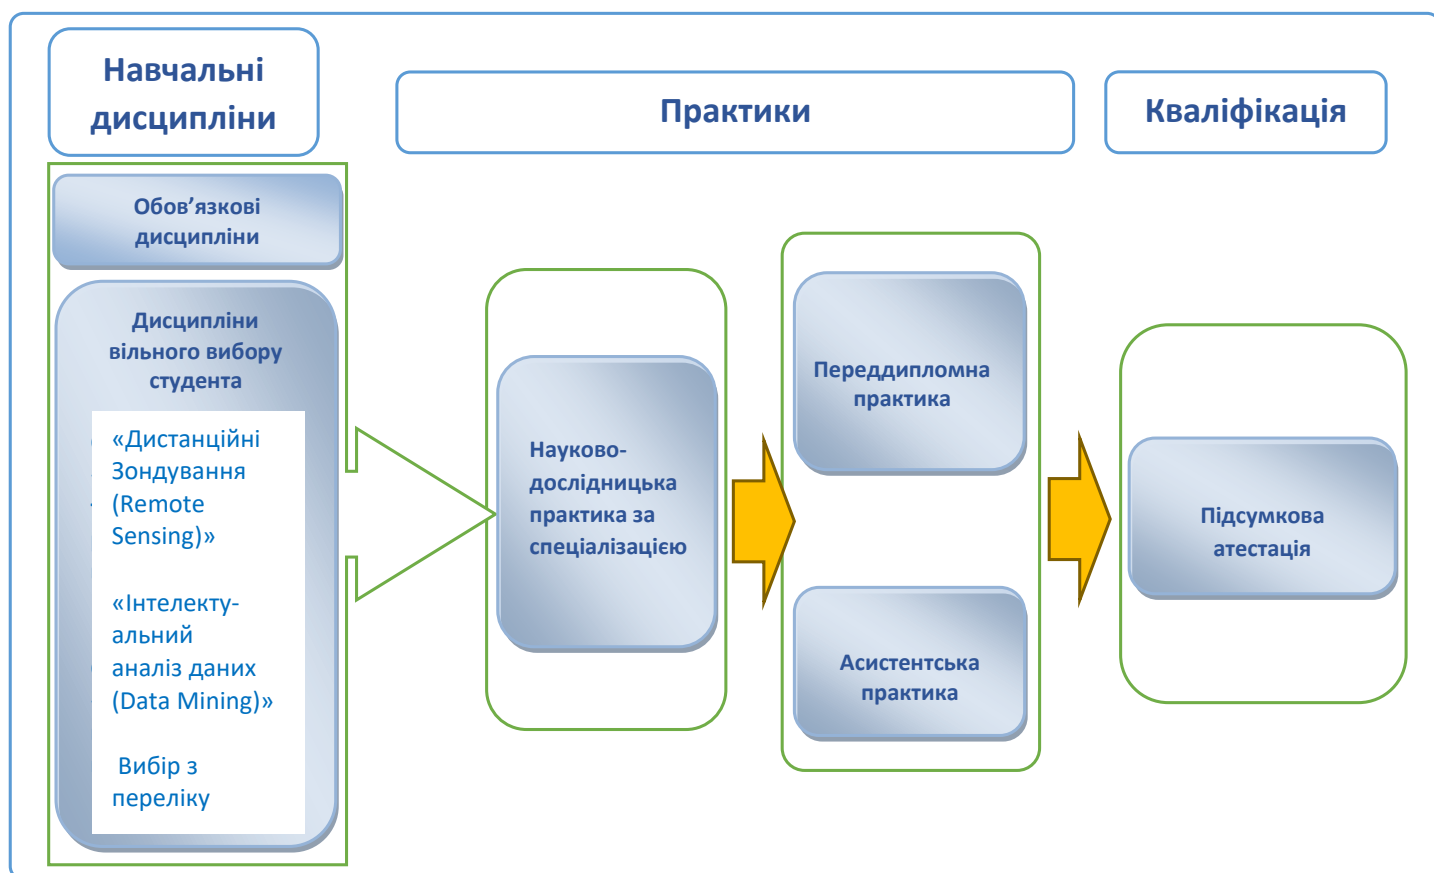 Навчальні
дисципліни
Практики
Кваліфікація
Обов’язкові
дисципліни
Дисципліни
вільного вибору
студента
«Дистанційні
Зондування
(Remote
Sensing)»
«Інтелекту-
альний
аналіз даних
(Data Mining)»
Вибір з
переліку
Науково-
дослідницька
практика за
спеціалізацією
Переддипломна
практика
Асистентська
практика
Підсумкова
атестація